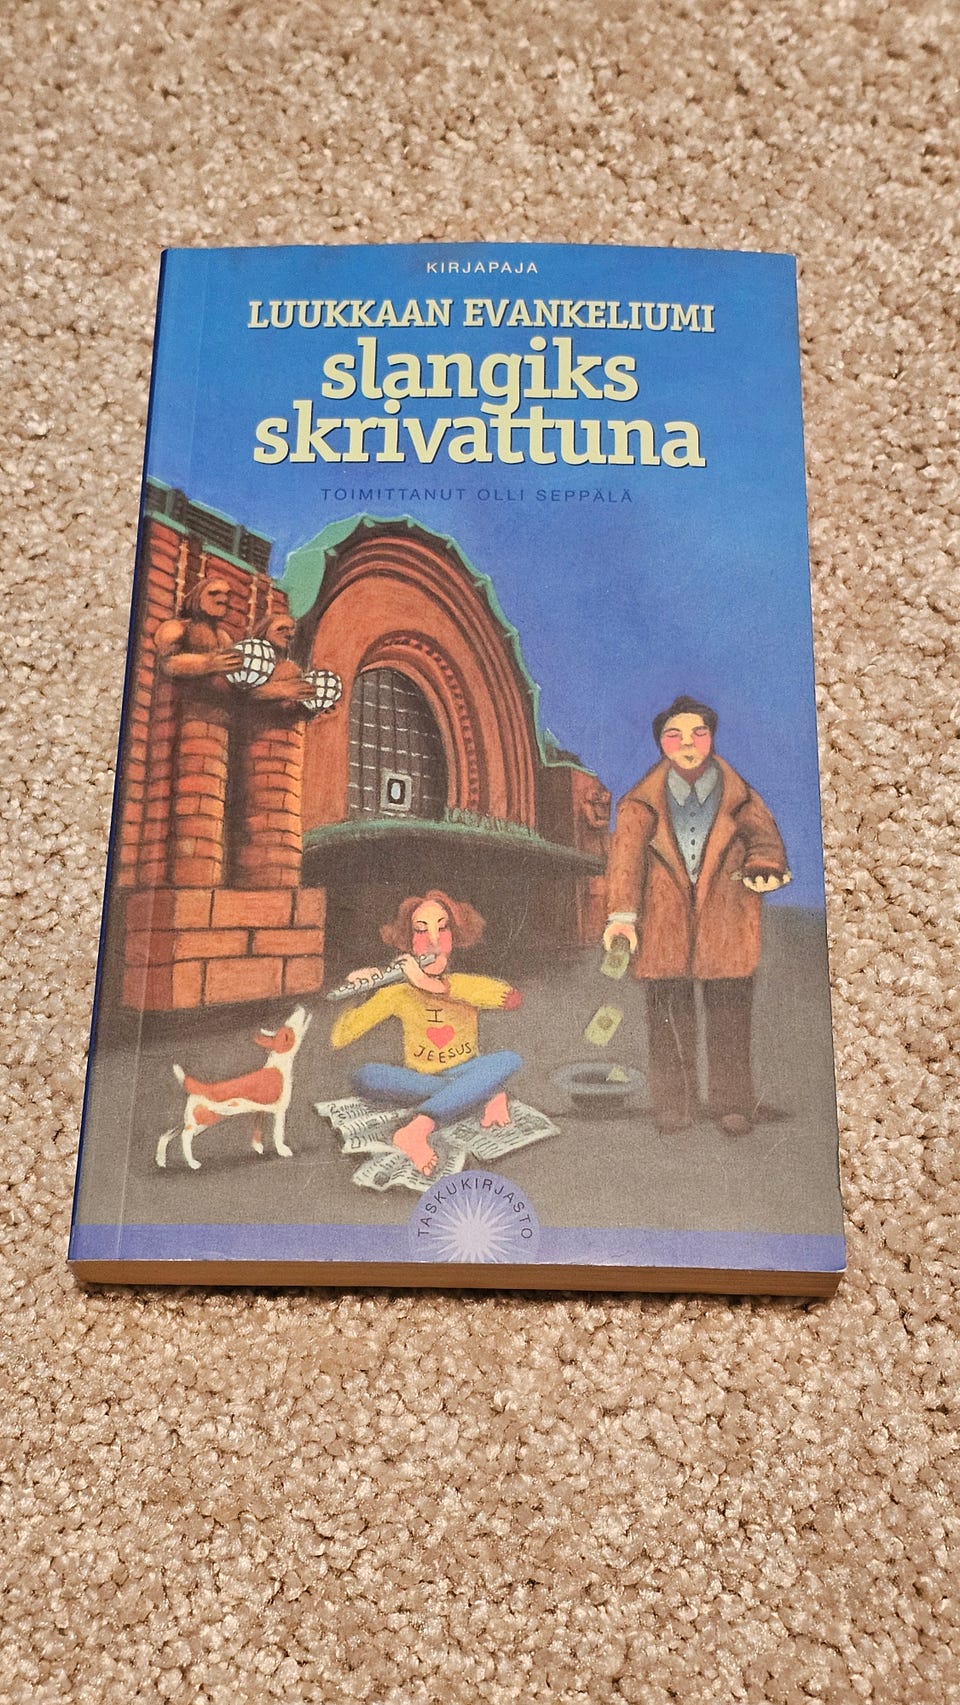 KIRJAPAJA
LUUKKAAN EVANKELIUMI
slangiks
skrivattuna
TOIMITTANUT OLLI SEPPÄLÄ
I
JEESUS
TASKUKIRJASTO